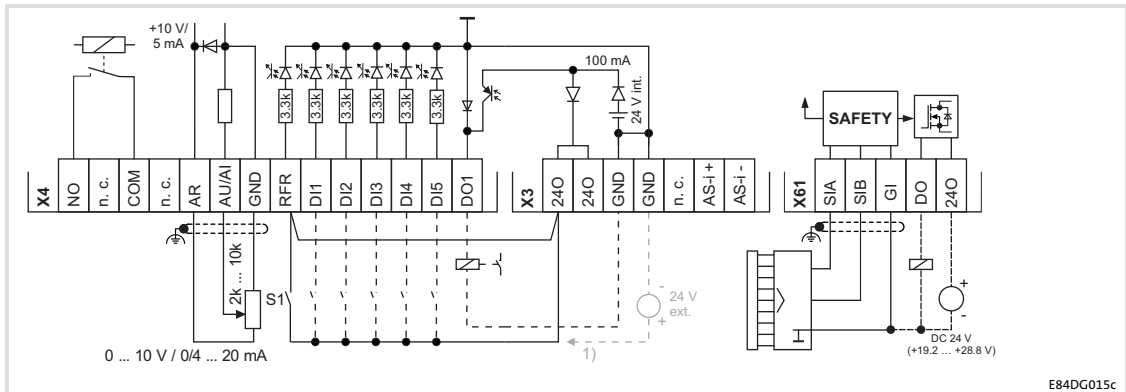 +10 V/
5 mA
100 mA
24 V int.
3.3k
3.3k
3.3k
3.3k
3.3k
3.3k
SAFETY
X4
NO
n. c.
COM
n. c.
AR
AU/AI
GND
RFR
DI1
DI2
DI3
DI4
DI5
DO1
X3
24O
24O
GND
GND
n. c.
AS-i +
AS-i -
X61
SIA
SIB
GI
DO
24O
2k ... 10k
S1
-
24 V
ext.
+
1)
+
-
DC 24 V
(+19.2 ... +28.8 V)
0 ... 10 V / 0/4 ... 20 mA
E84DG015c